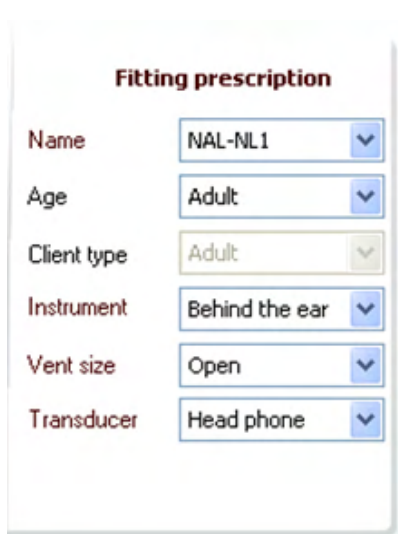 Fitting prescription
Name NAL-NL1
Age Adult
Client type Adult
Instrument Behind the ear
Vent size Open
Transducer Head phone